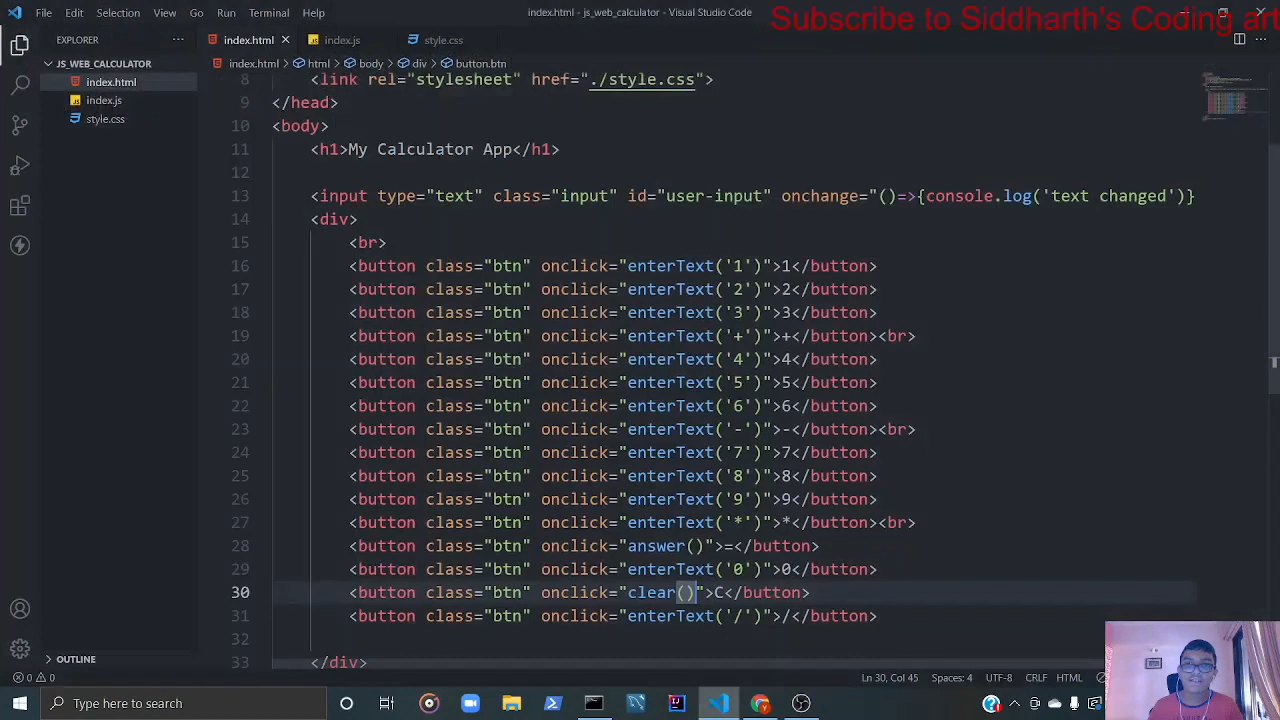 File Edit Selection View Go Run Terminal Help
index.html - js_web_calculator - Visual Studio Code
Subscribe to Siddharth's Coding art
EXPLORER
index.html
index.js
style.css
JS_WEB_CALCULATOR
index.html > html > body > div > button.btn
index.html
index.js
style.css
8 <link rel="stylesheet" href="./style.css">
9 </head>
10 <body>
11 <h1>My Calculator App</h1>
12
13 <input type="text" class="input" id="user-input" onchange="()=>{console.log('text changed')}
14 <div>
15 <br>
16 <button class="btn" onclick="enterText('1')">1</button>
17 <button class="btn" onclick="enterText('2')">2</button>
18 <button class="btn" onclick="enterText('3')">3</button>
19 <button class="btn" onclick="enterText('+')">+</button><br>
20 <button class="btn" onclick="enterText('4')">4</button>
21 <button class="btn" onclick="enterText('5')">5</button>
22 <button class="btn" onclick="enterText('6')">6</button>
23 <button class="btn" onclick="enterText('-')">-</button><br>
24 <button class="btn" onclick="enterText('7')">7</button>
25 <button class="btn" onclick="enterText('8')">8</button>
26 <button class="btn" onclick="enterText('9')">9</button>
27 <button class="btn" onclick="enterText('*')">*</button><br>
28 <button class="btn" onclick="answer()">=</button>
29 <button class="btn" onclick="enterText('0')">0</button>
30 <button class="btn" onclick="clear()">C</button>
31 <button class="btn" onclick="enterText('/')">/</button>
32
33 </div>
OUTLINE
0 0
Ln 30, Col 45 Spaces: 4 UTF-8 CRLF HTML
Type here to search